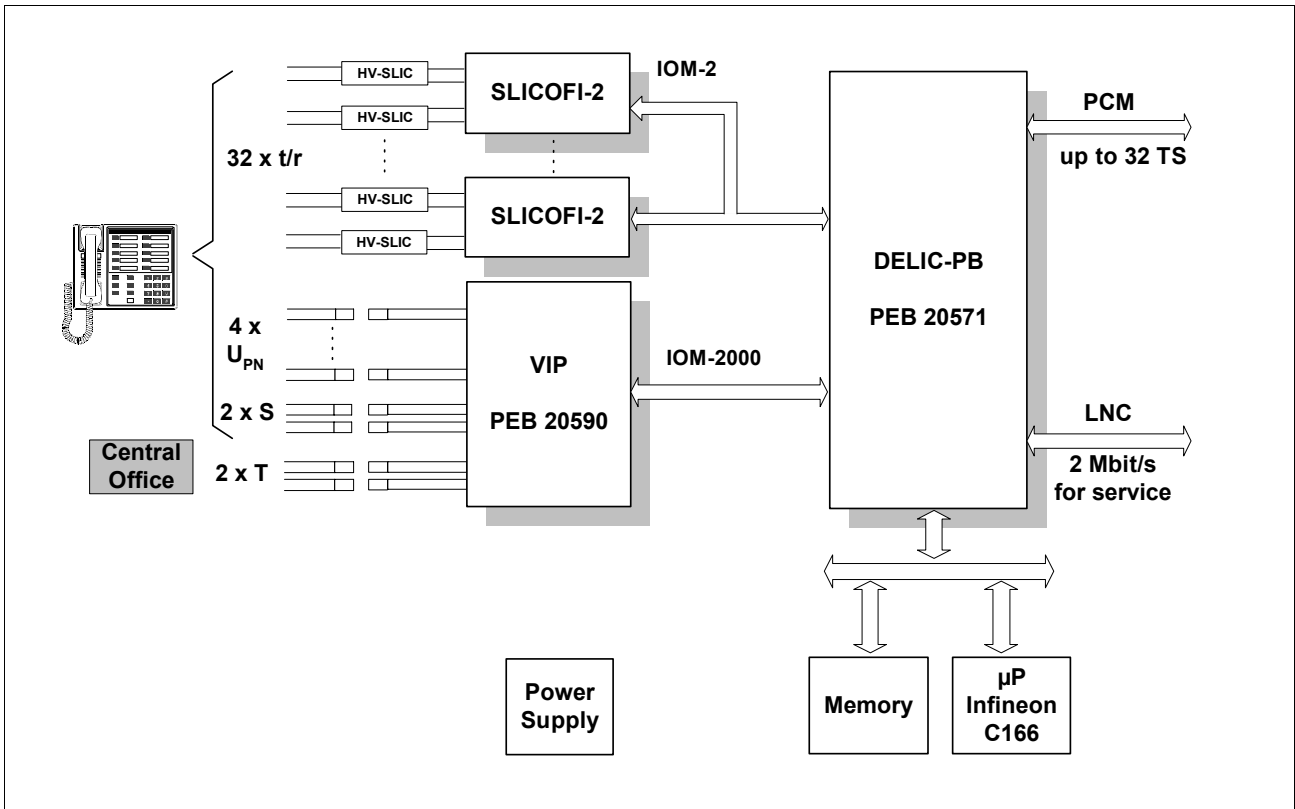 HV-SLIC
HV-SLIC
32 x t/r
HV-SLIC
HV-SLIC
SLICOFI-2
SLICOFI-2
IOM-2
4 x
UPN
2 x S
Central
Office
2 x T
VIP
PEB 20590
IOM-2000
DELIC-PB
PEB 20571
PCM
up to 32 TS
LNC
2 Mbit/s
for service
Power
Supply
Memory
µP
Infineon
C166